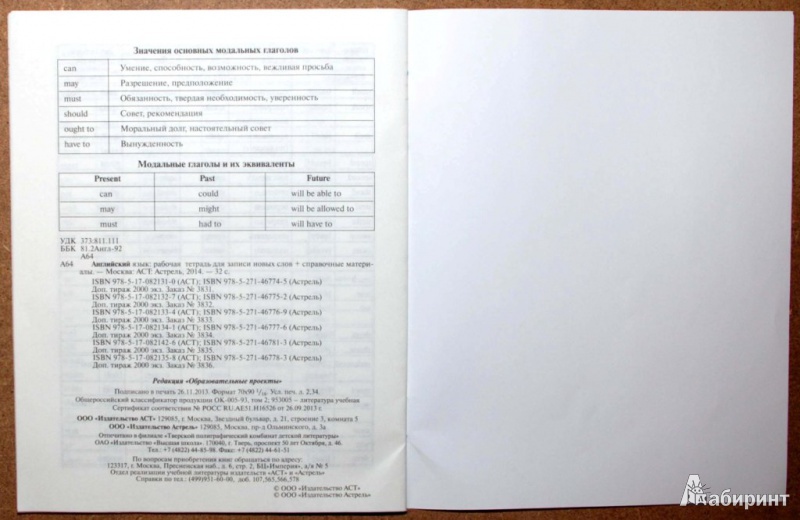 Значения основных модальных глаголов
can Умение, способность, возможность, вежливая просьба
may Разрешение, предположение
must Обязанность, твердая необходимость, уверенность
should Совет, рекомендация
ought to Моральный долг, настоятельный совет
have to Вынужденность
Модальные глаголы и их эквиваленты
Present Past Future
can could will be able to
may might will be allowed to
must had to will have to
УДК 373:811.111
ББК 81.2Англ-92
А64
А64 Английский язык: рабочая тетрадь для записи новых слов + справочные матери-
алы. — Москва: АСТ: Астрель, 2014. — 32 с.
ISBN 978-5-17-082131-0 (АСТ); ISBN 978-5-271-46774-5 (Астрель)
Доп. тираж 2000 экз. Заказ № 3831.
ISBN 978-5-17-082132-7 (АСТ); ISBN 978-5-271-46775-2 (Астрель)
Доп. тираж 2000 экз. Заказ № 3832.
ISBN 978-5-17-082133-4 (АСТ); ISBN 978-5-271-46776-9 (Астрель)
Доп. тираж 2000 экз. Заказ № 3833.
ISBN 978-5-17-082134-1 (АСТ); ISBN 978-5-271-46777-6 (Астрель)
Доп. тираж 2000 экз. Заказ № 3834.
ISBN 978-5-17-082142-6 (АСТ); ISBN 978-5-271-46781-3 (Астрель)
Доп. тираж 2000 экз. Заказ № 3835.
ISBN 978-5-17-082135-8 (АСТ); ISBN 978-5-271-46778-3 (Астрель)
Доп. тираж 2000 экз. Заказ № 3836.
Редакция «Образовательные проекты»
Подписано в печать 26.11.2013. Формат 70х90 1/16. Усл. печ. л. 2,34.
Общероссийский классификатор продукции ОК-005-93, том 2; 953005 – литература учебная
Сертификат соответствия № РОСС RU.АЕ51.Н16526 от 26.09.2013 г.
ООО «Издательство АСТ» 129085, г. Москва, Звездный бульвар, д. 21, строение 3, комната 5
ООО «Издательство Астрель» 129085, Москва, пр-д Ольминского, д. 3а
Отпечатано в филиале «Тверской полиграфический комбинат детской литературы»
ОАО «Издательство «Высшая школа». 170040, г. Тверь, проспект 50 лет Октября, д. 46.
Тел.: +7 (4822) 44-85-98. Факс: +7 (4822) 44-61-51
По вопросам приобретения книг обращаться по адресу:
123317, г. Москва, Пресненская наб., д. 6, стр. 2, БЦ«Империя», а/я № 5
Отдел реализации учебной литературы издательств «АСТ» и «Астрель»
Справки по тел.: (499)951-60-00, доб. 107,565,566,578
© ООО «Издательство АСТ»
© ООО «Издательство Астрель»
Лабиринт